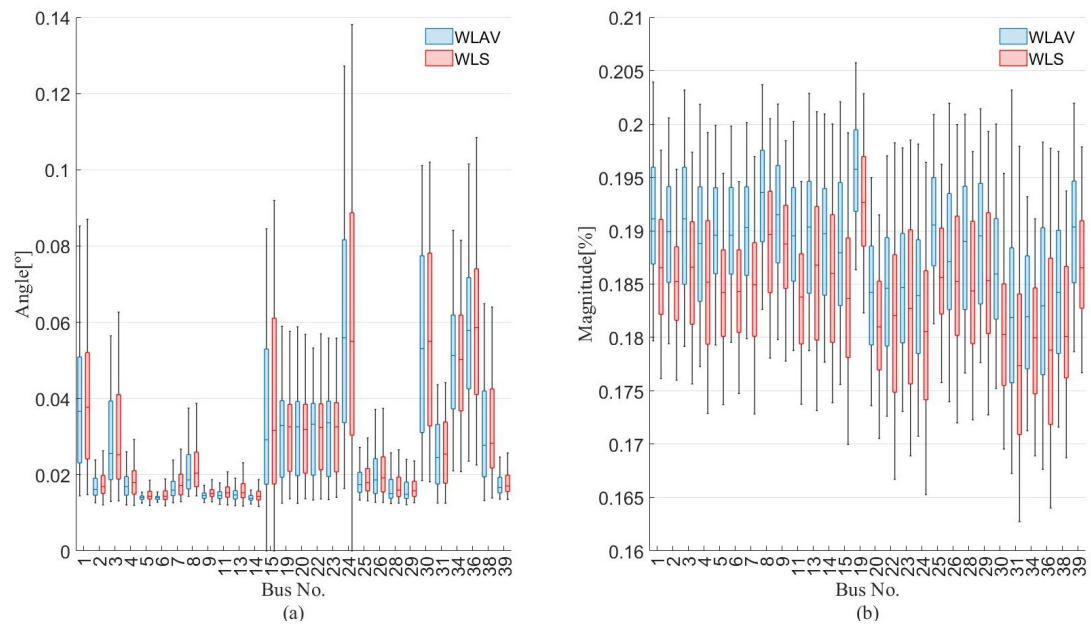 0.14
0.12
0.1
0.08
0.06
0.04
0.02
0
Angle[º]
WLAV
WLS
1 2 3 4 5 6 7 8 9 11 13 14 15 19 20 22 23 24 25 26 28 29 30 31 34 36 38 39
Bus No.
(a)
0.21
0.205
0.2
0.195
0.19
0.185
0.18
0.175
0.17
0.165
0.16
Magnitude[%]
WLAV
WLS
1 2 3 4 5 6 7 8 9 11 13 14 15 19 20 22 23 24 25 26 28 29 30 31 34 36 38 39
Bus No.
(b)